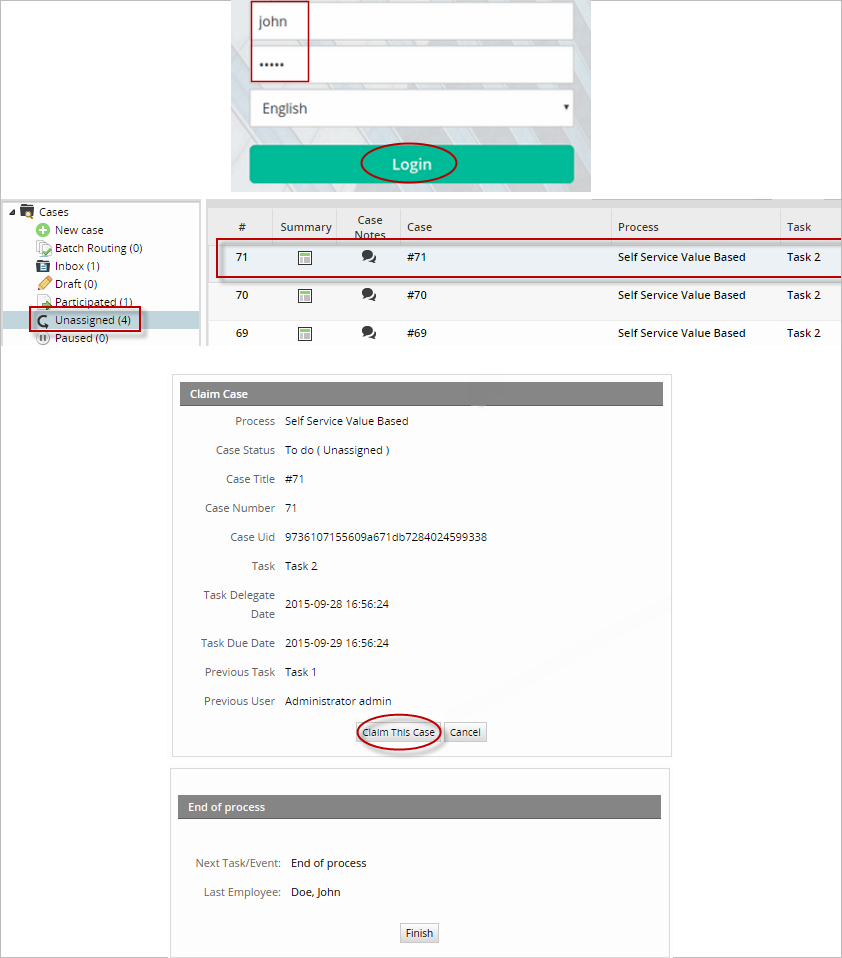 john
•••••
English
Login
Cases
New case
Batch Routing (0)
Inbox (1)
Draft (0)
Participated (1)
Unassigned (4)
Paused (0)
# Summary Case Notes Case Process Task
71 #71 Self Service Value Based Task 2
70 #70 Self Service Value Based Task 2
69 #69 Self Service Value Based Task 2
Claim Case
Process Self Service Value Based
Case Status To do ( Unassigned )
Case Title #71
Case Number 71
Case Uid 9736107155609a671db7284024599338
Task Task 2
Task Delegate Date 2015-09-28 16:56:24
Task Due Date 2015-09-29 16:56:24
Previous Task Task 1
Previous User Administrator admin
Claim This Case Cancel
End of process
Next Task/Event: End of process
Last Employee: Doe, John
Finish